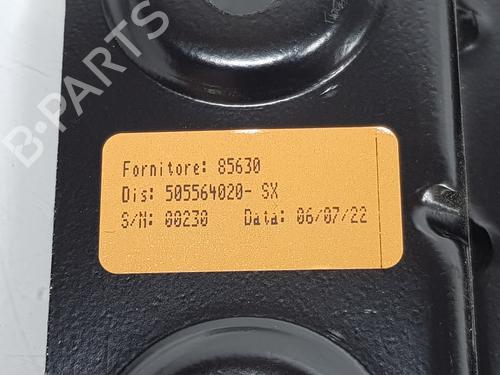 B-PARTS
Fornitore: 85630
Dis: 505564020- SX
S/N: 00230 Data: 06/07/22